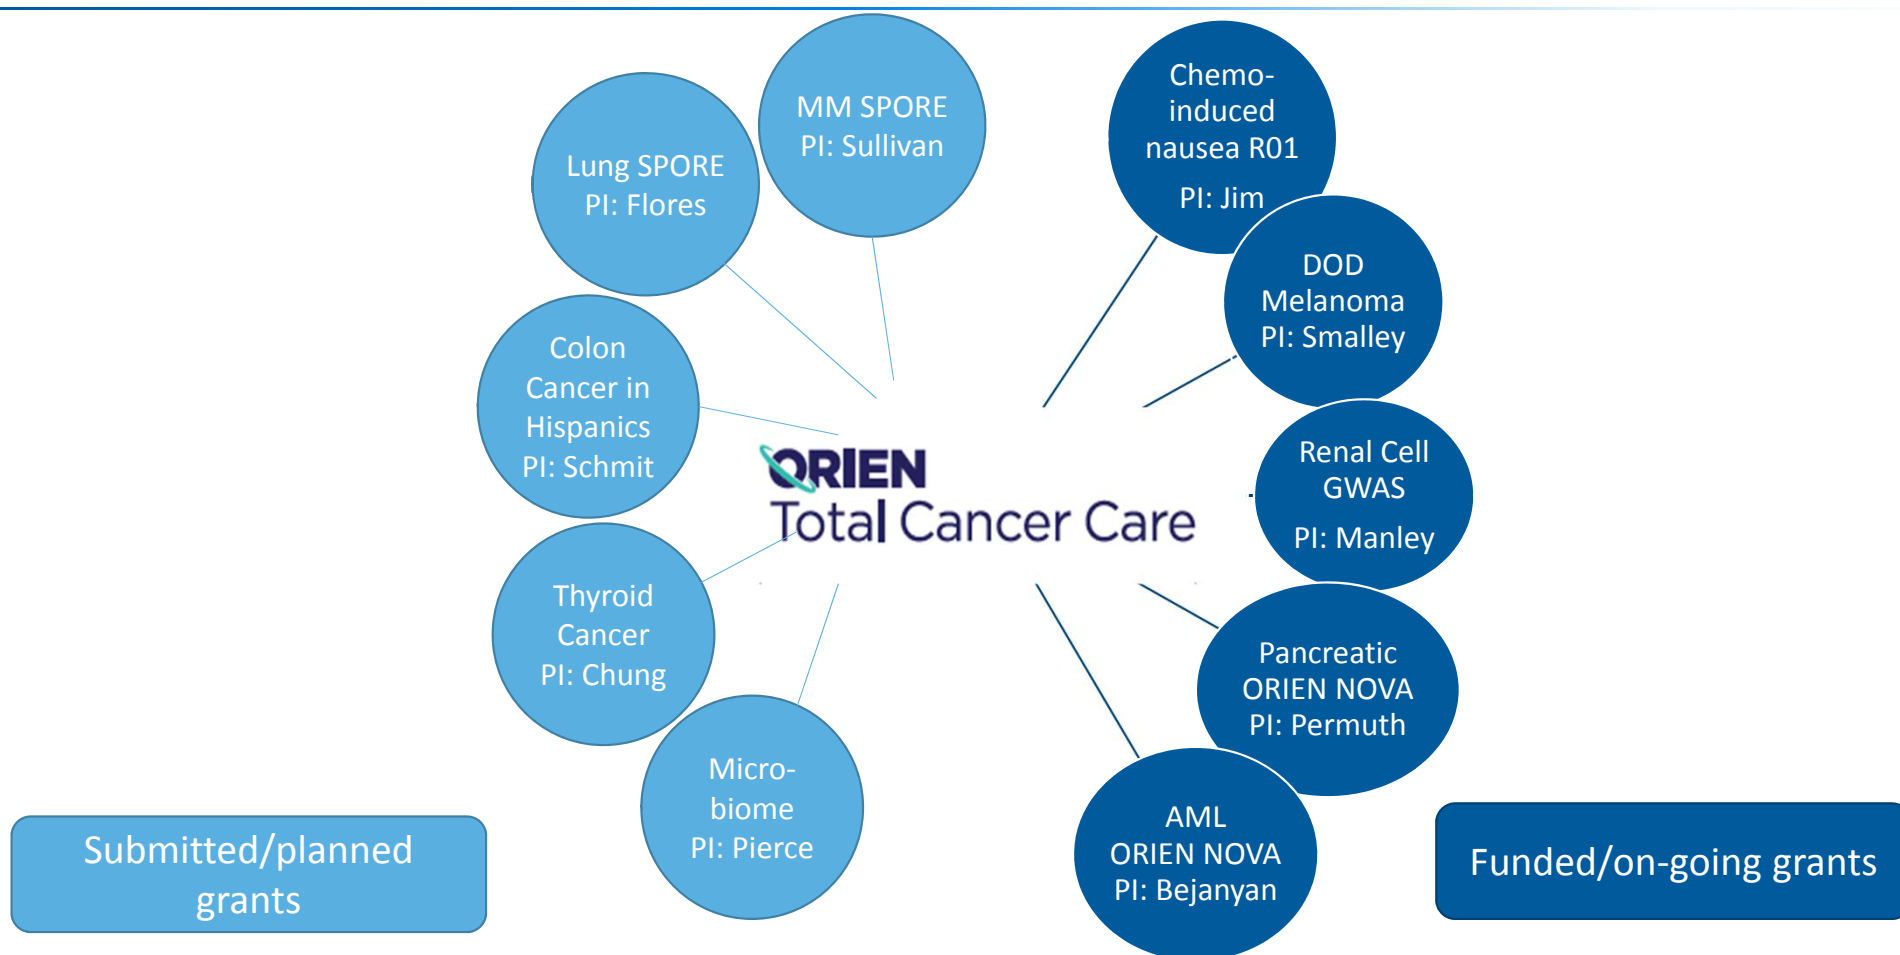 MM SPORE
PI: Sullivan
Lung SPORE
PI: Flores
Colon
Cancer in
Hispanics
PI: Schmit
Thyroid
Cancer
PI: Chung
Micro-
biome
PI: Pierce
Submitted/planned
grants
ORIEN
Total Cancer Care
Chemo-
induced
nausea R01
PI: Jim
DOD
Melanoma
PI: Smalley
Renal Cell
GWAS
PI: Manley
Pancreatic
ORIEN NOVA
PI: Permuth
AML
ORIEN NOVA
PI: Bejanyan
Funded/on-going grants